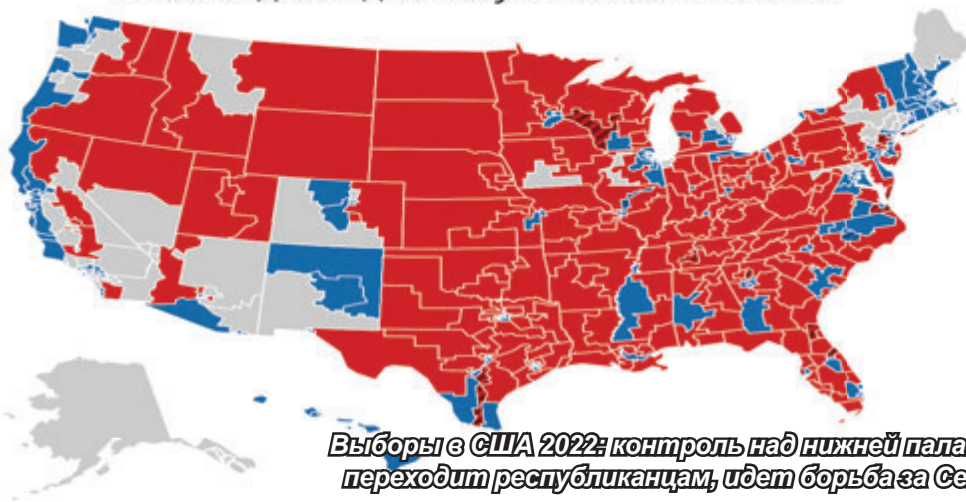 Выборы в США 2022: контроль над нижней пала
переходит республиканцам, идет борьба за Се